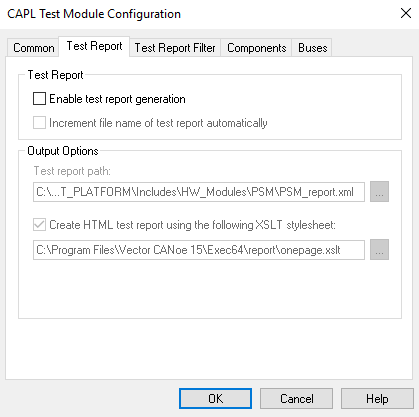 CAPL Test Module Configuration
Common Test Report Test Report Filter Components Buses
Test Report
Enable test report generation
Increment file name of test report automatically
Output Options
Test report path:
C:\...T_PLATFORM\Includes\HW_Modules\PSM\PSM_report.xml ...
Create HTML test report using the following XSLT stylesheet:
C:\Program Files\Vector CANoe 15\Exec64\report\onepage.xslt ...
OK Cancel Help